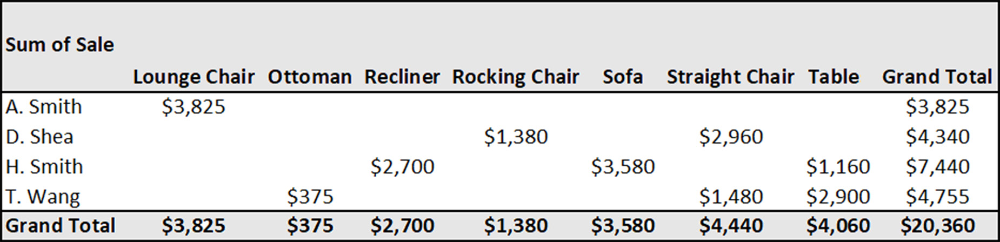 Sum of Sale
Lounge Chair Ottoman Recliner Rocking Chair Sofa Straight Chair Table Grand Total
A. Smith $3,825 $3,825
D. Shea $1,380 $2,960 $4,340
H. Smith $2,700 $3,580 $1,160 $7,440
T. Wang $375 $1,480 $2,900 $4,755
Grand Total $3,825 $375 $2,700 $1,380 $3,580 $4,440 $4,060 $20,360